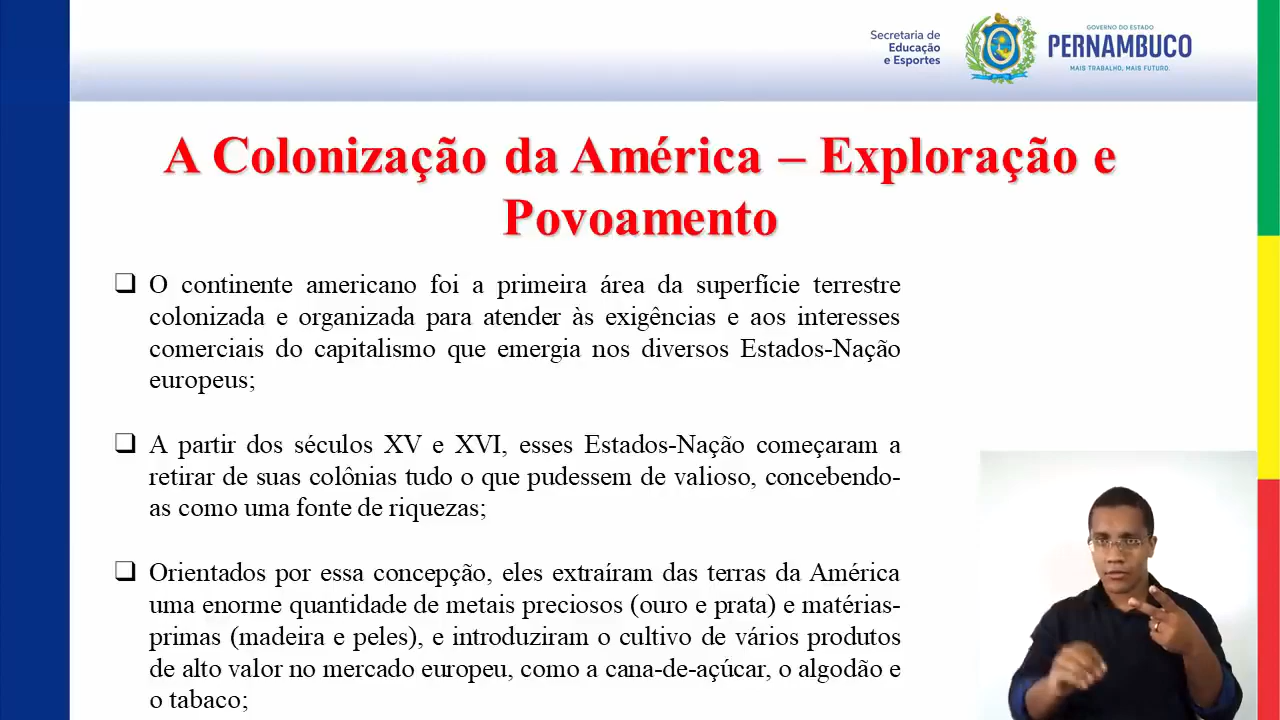 Secretaria de
Educação
e Esportes
GOVERNO DO ESTADO
PERNAMBUCO
MAIS TRABALHO, MAIS FUTURO.
A Colonização da América – Exploração e
Povoamento
❑ O continente americano foi a primeira área da superfície terrestre
colonizada e organizada para atender às exigências e aos interesses
comerciais do capitalismo que emergia nos diversos Estados-Nação
europeus;
❑ A partir dos séculos XV e XVI, esses Estados-Nação começaram a
retirar de suas colônias tudo o que pudessem de valioso, concebendo-
as como uma fonte de riquezas;
❑ Orientados por essa concepção, eles extraíram das terras da América
uma enorme quantidade de metais preciosos (ouro e prata) e matérias-
primas (madeira e peles), e introduziram o cultivo de vários produtos
de alto valor no mercado europeu, como a cana-de-açúcar, o algodão e
o tabaco;